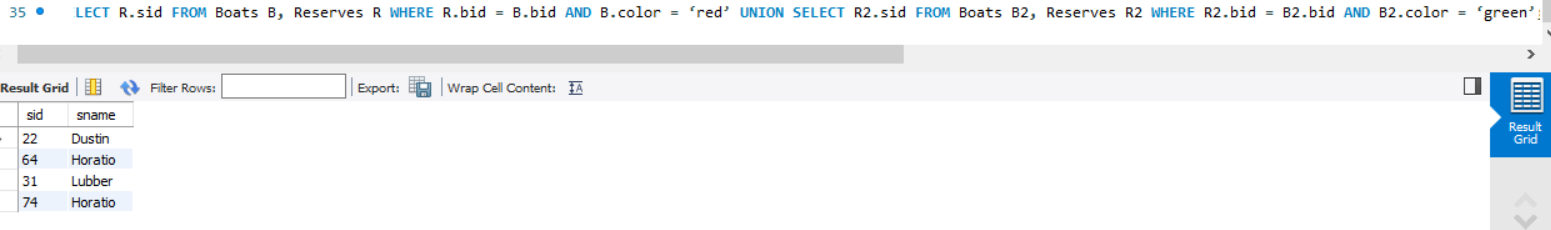 35 LECT R.sid FROM Boats B, Reserves R WHERE R.bid = B.bid AND B.color = ‘red’ UNION SELECT R2.sid FROM Boats B2, Reserves R2 WHERE R2.bid = B2.bid AND B2.color = ‘green’;
Result Grid Filter Rows: Export: Wrap Cell Content:
sid sname
22 Dustin
64 Horatio
31 Lubber
74 Horatio
Result
Grid